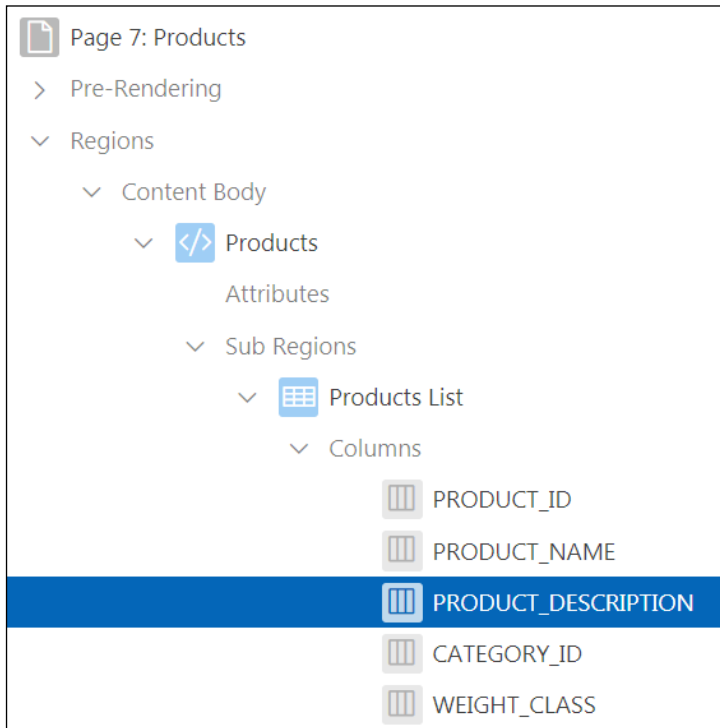 Page 7: Products
Pre-Rendering
Regions
Content Body
Products
Attributes
Sub Regions
Products List
Columns
PRODUCT_ID
PRODUCT_NAME
PRODUCT_DESCRIPTION
CATEGORY_ID
WEIGHT_CLASS